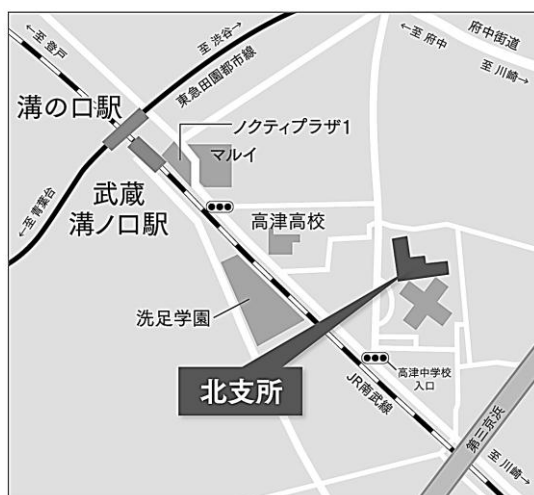 ←至 登戸
至 渋谷→
東急田園都市線
←至 府中
府中街道
至 川崎→
溝の口駅
ノクティプラザ1
マルイ
武蔵
溝ノ口駅
←至 青葉台
高津高校
洗足学園
北支所
高津中学校
入口
JR南武線
第三京浜
至 川崎→